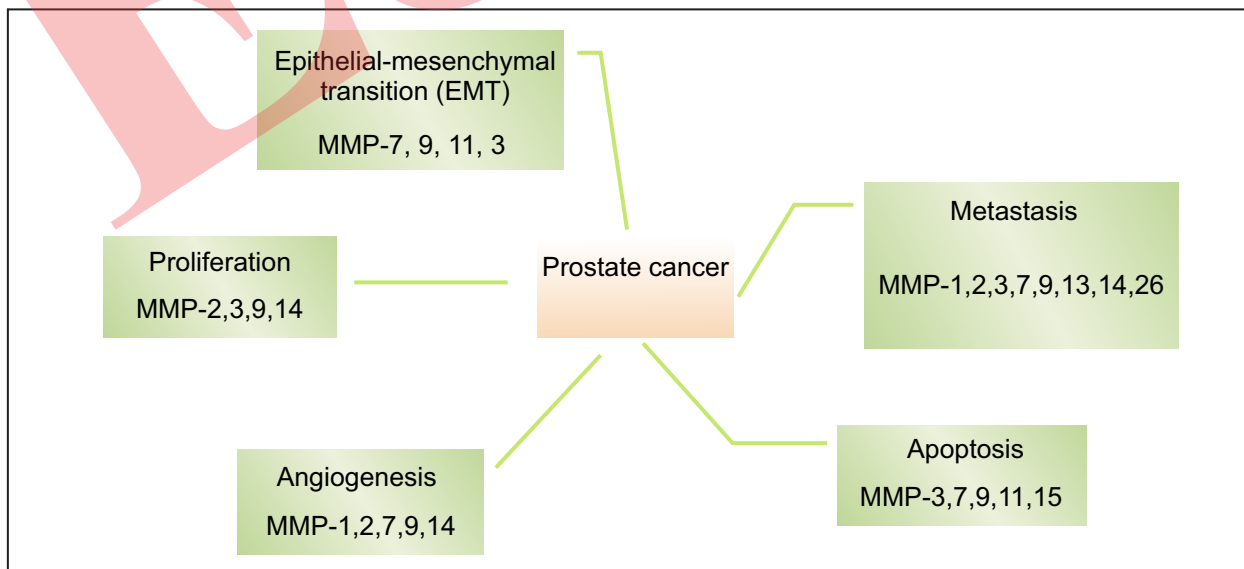 Epithelial-mesenchymal
transition (EMT)
MMP-7, 9, 11, 3
Metastasis
MMP-1,2,3,7,9,13,14,26
Proliferation
MMP-2,3,9,14
Prostate cancer
Angiogenesis
MMP-1,2,7,9,14
Apoptosis
MMP-3,7,9,11,15